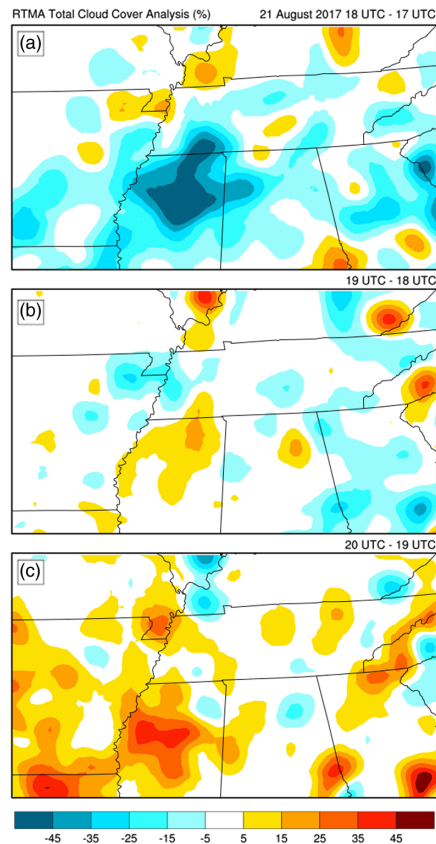 RTMA Total Cloud Cover Analysis (%) 21 August 2017 18 UTC - 17 UTC
(a)
19 UTC - 18 UTC
(b)
20 UTC - 19 UTC
(c)
-45 -35 -25 -15 -5 5 15 25 35 45